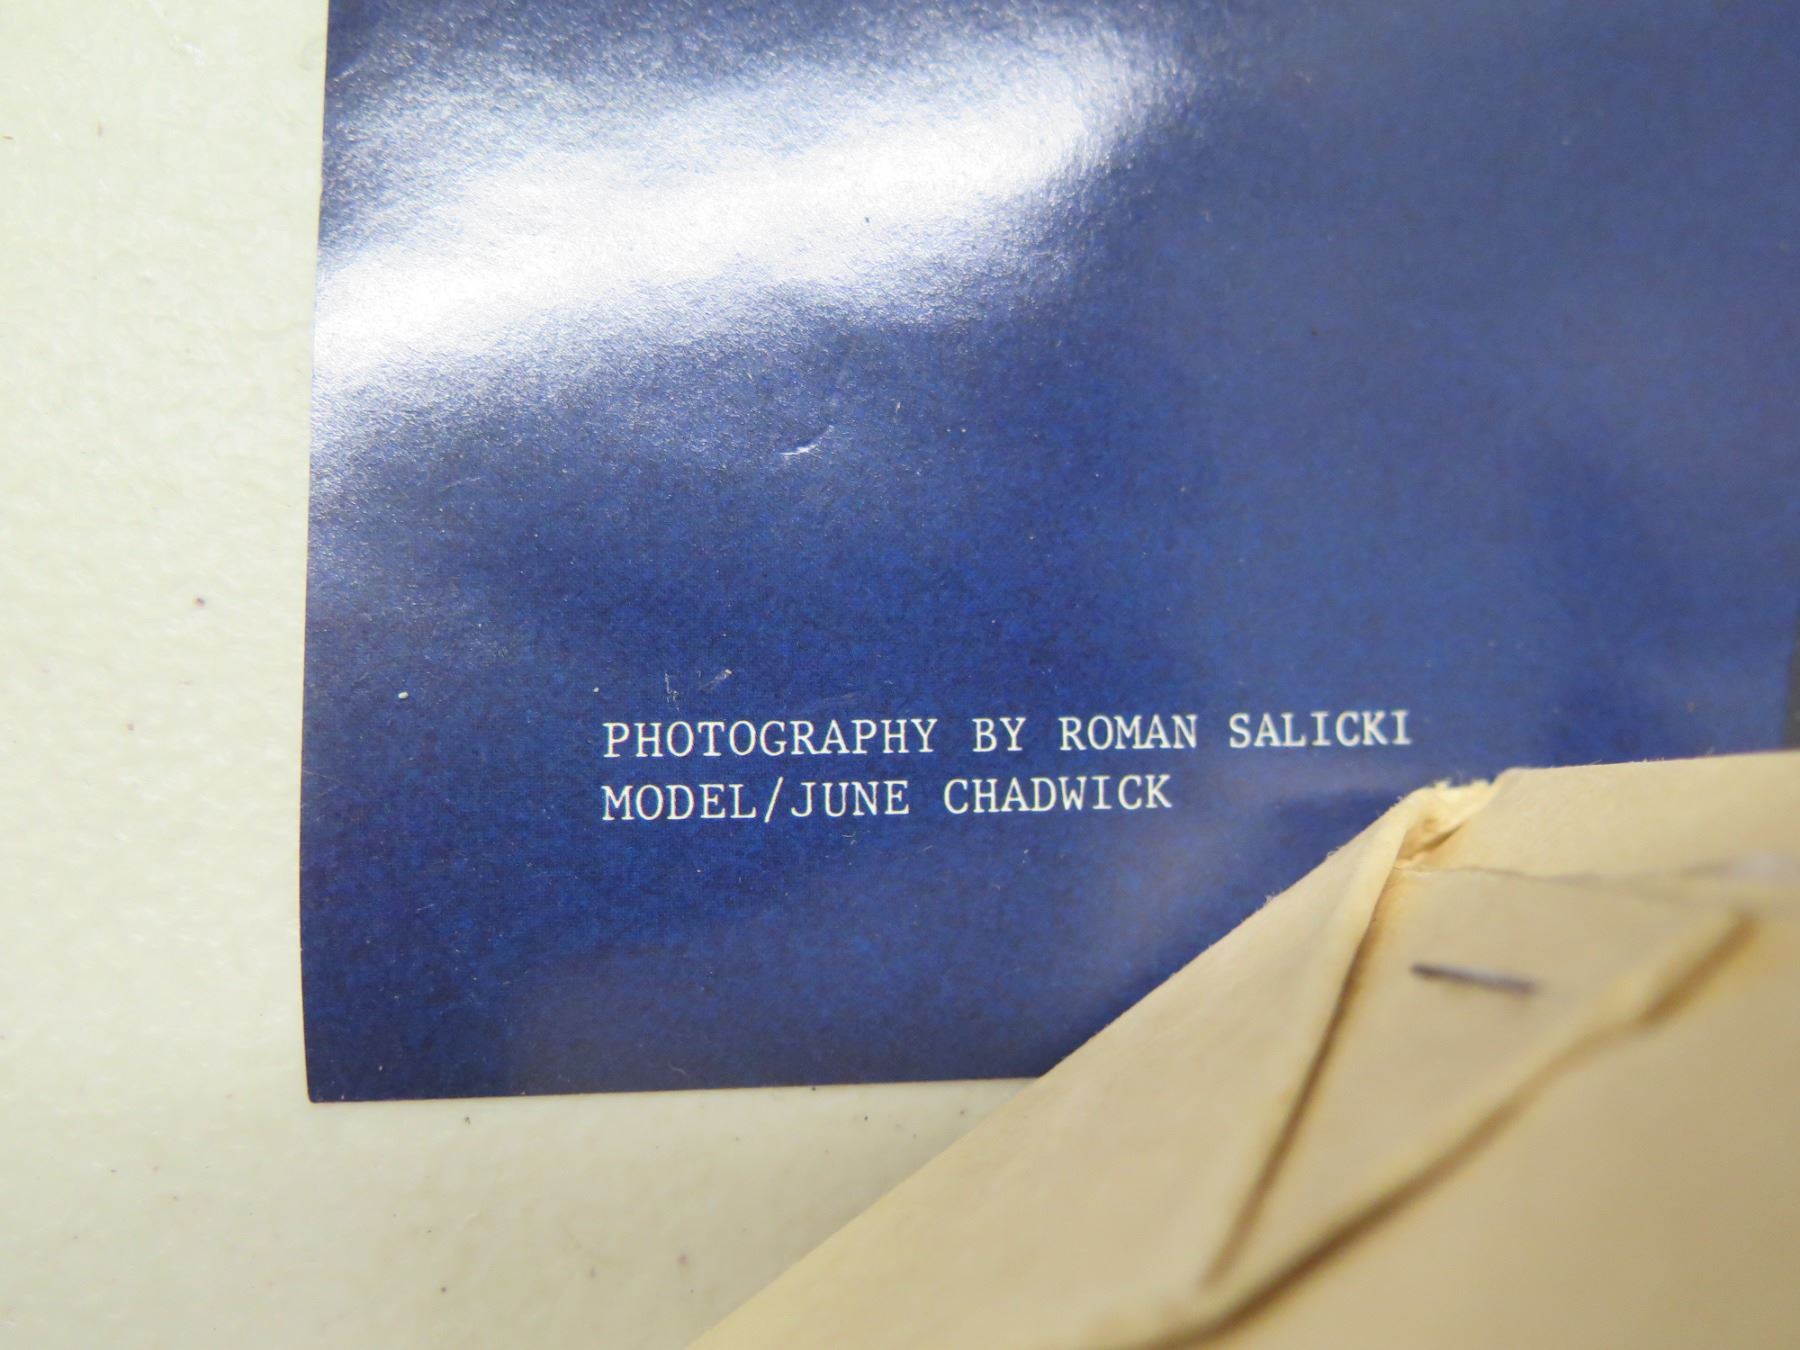 PHOTOGRAPHY BY ROMAN SALICKI
MODEL/JUNE CHADWICK